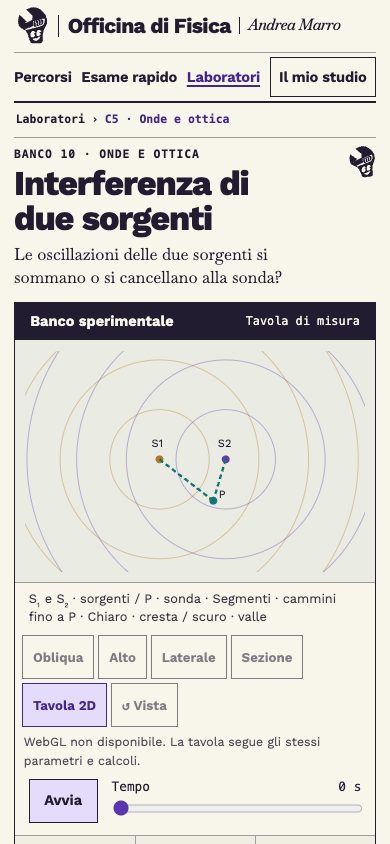 Officina di Fisica Andrea Marro
Percorsi Esame rapido Laboratori Il mio studio
Laboratori › C5 · Onde e ottica
BANCO 10 · ONDE E OTTICA
Interferenza di
due sorgenti
Le oscillazioni delle due sorgenti si
sommano o si cancellano alla sonda?
Banco sperimentale Tavola di misura
S1 S2
P
S₁ e S₂ · sorgenti / P · sonda · Segmenti · cammini
fino a P · Chiaro · cresta / scuro · valle
Obliqua Alto Laterale Sezione
Tavola 2D ↺ Vista
WebGL non disponibile. La tavola segue gli stessi
parametri e calcoli.
Avvia Tempo 0 s